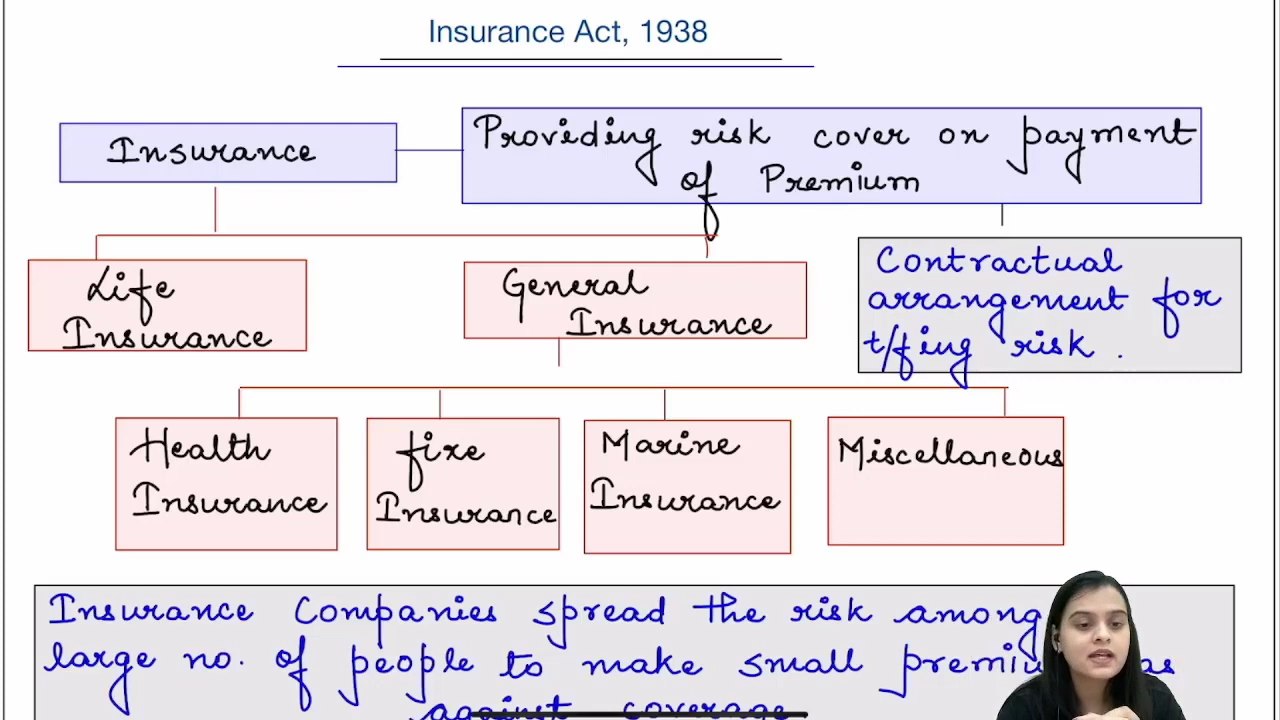 Insurance Act, 1938
Insurance
Providing risk cover on payment
of Premium
Life
Insurance
General
Insurance
Contractual
arrangement for
t/fing risk.
Health
Insurance
fire
Insurance
Marine
Insurance
Miscellaneous
Insurance Companies spread the risk among
large no. of people to make small as
against coverage